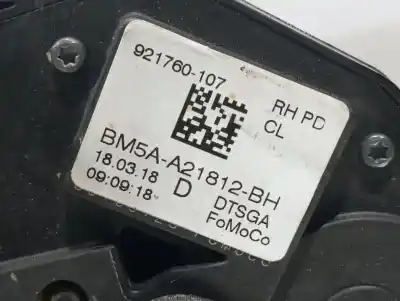 921760-107
RH PD
CL
BM5A-A21812-BH
18.03.18
D
DTSGA
09:09:18
FoMoCo